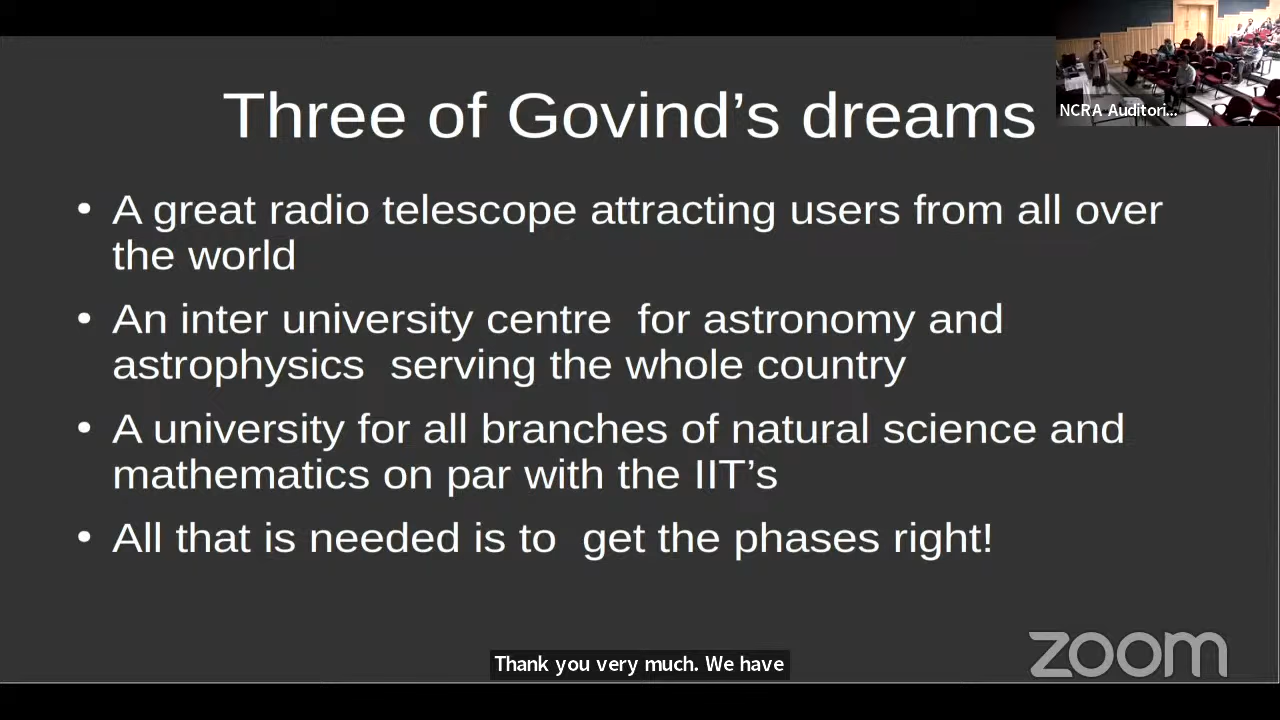 Three of Govind's dreams
NCRA Auditori...
• A great radio telescope attracting users from all over
the world
• An inter university centre  for astronomy and
astrophysics  serving the whole country
• A university for all branches of natural science and
mathematics on par with the IIT's
• All that is needed is to  get the phases right!
zoom
Thank you very much. We have